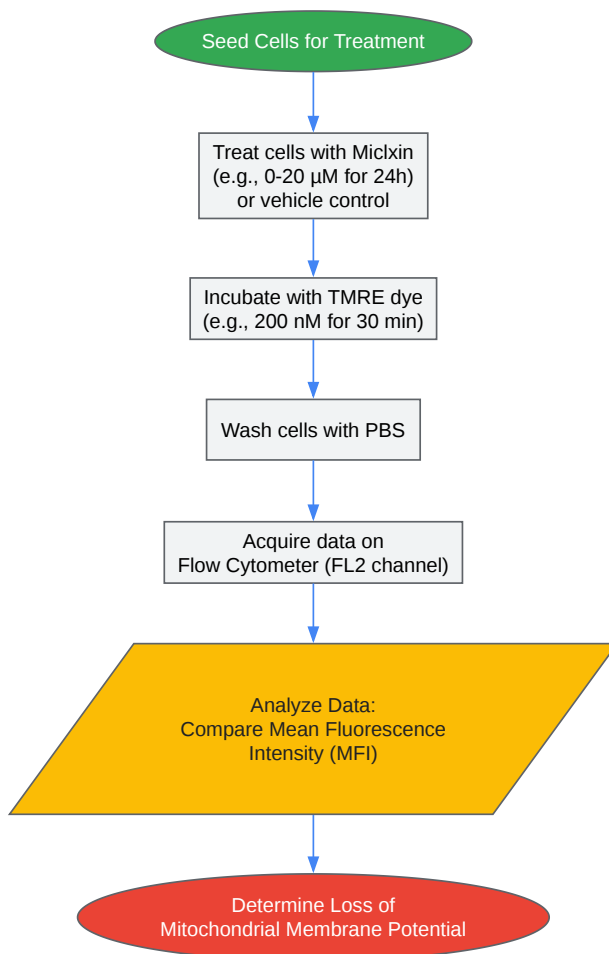 Seed Cells for Treatment
Treat cells with Miclxin
(e.g., 0-20 µM for 24h)
or vehicle control
Incubate with TMRE dye
(e.g., 200 nM for 30 min)
Wash cells with PBS
Acquire data on
Flow Cytometer (FL2 channel)
Analyze Data:
Compare Mean Fluorescence
Intensity (MFI)
Determine Loss of
Mitochondrial Membrane Potential